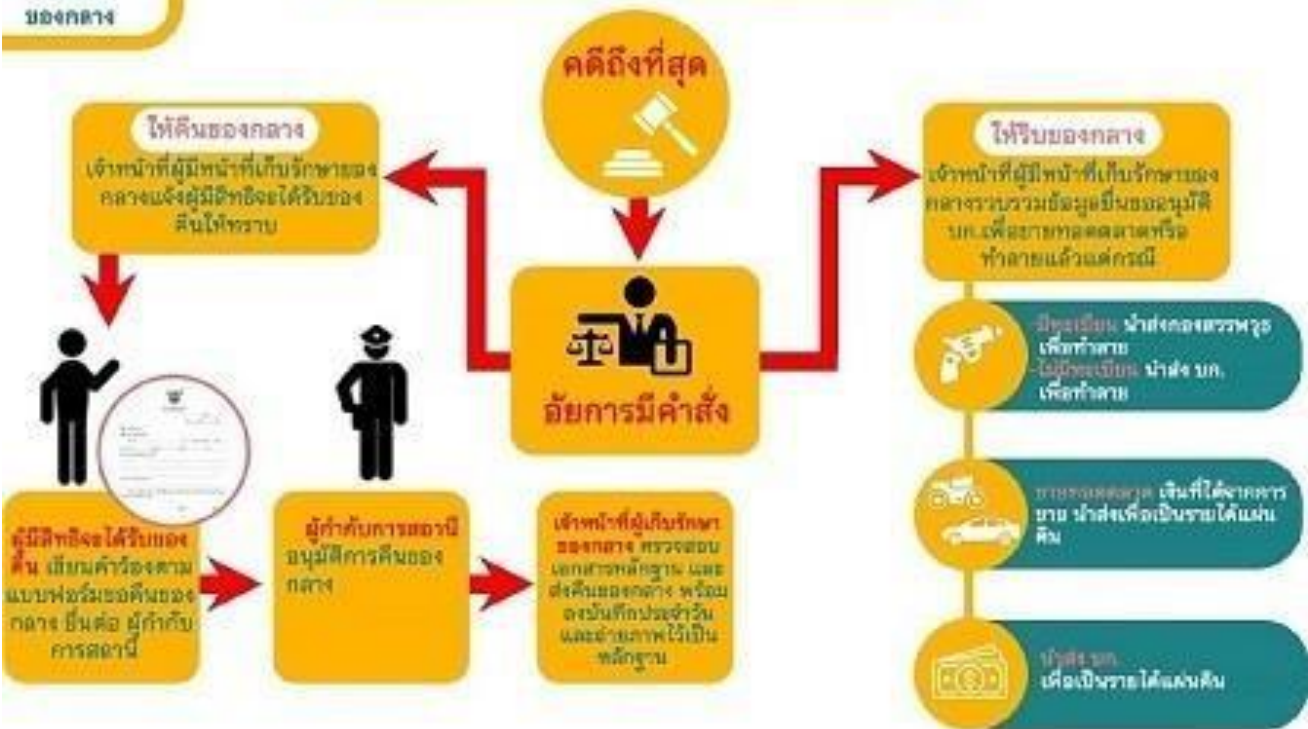 ของกลาง
คดีถึงที่สุด
ให้คืนของกลาง
เจ้าหน้าที่ผู้มีหน้าที่เก็บรักษาของ
กลางแจ้งผู้มีสิทธิจะได้รับของ
คืนให้ทราบ
ให้ริบของกลาง
เจ้าหน้าที่ผู้มีหน้าที่เก็บรักษาของ
กลางรวบรวมข้อมูลยื่นขออนุมัติ
บก.เพื่อขายทอดตลาดหรือ
ทำลายแล้วแต่กรณี
อัยการมีคำสั่ง
-มีทะเบียน นำส่งกองสรรพวุธ
เพื่อทำลาย
-ไม่มีทะเบียน นำส่ง บก.
เพื่อทำลาย
ขายทอดตลาด เงินที่ได้จากการ
ขาย นำส่งเพื่อเป็นรายได้แผ่น
ดิน
นำส่ง บก.
เพื่อเป็นรายได้แผ่นดิน
ผู้มีสิทธิจะได้รับของ
คืน เขียนคำร้องตาม
แบบฟอร์มขอคืนของ
กลาง ยื่นต่อ ผู้กำกับ
การสถานี
ผู้กำกับการสถานี
อนุมัติการคืนของ
กลาง
เจ้าหน้าที่ผู้เก็บรักษา
ของกลาง ตรวจสอบ
เอกสารหลักฐาน และ
ส่งคืนของกลาง พร้อม
ลงบันทึกประจำวัน
และถ่ายภาพไว้เป็น
หลักฐาน